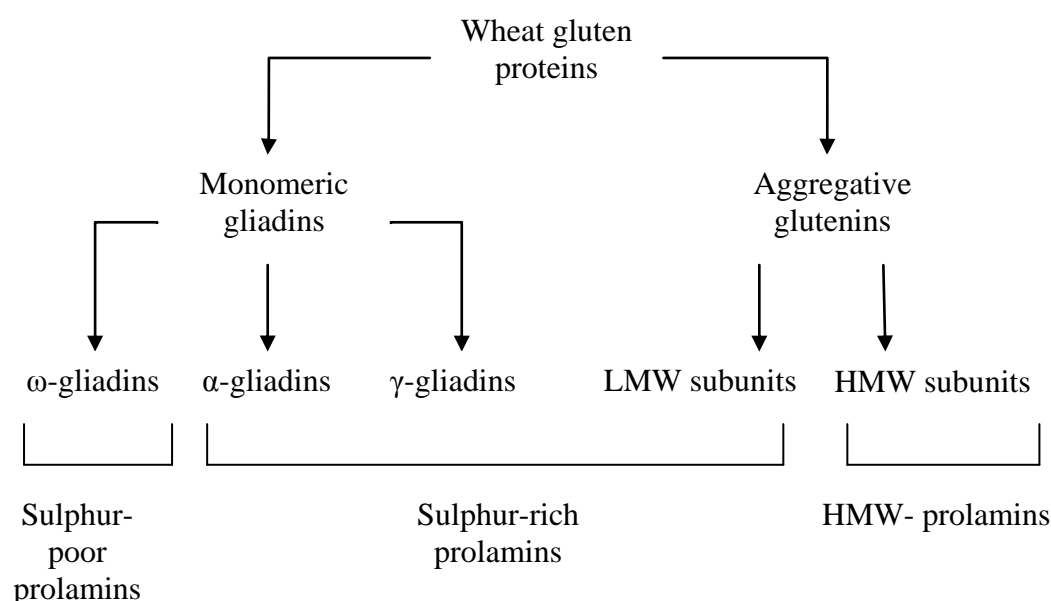 Wheat gluten
proteins
Monomeric
gliadins
Aggregative
glutenins
ω-gliadins
α-gliadins
γ-gliadins
LMW subunits
HMW subunits
Sulphur-
poor
prolamins
Sulphur-rich
prolamins
HMW- prolamins